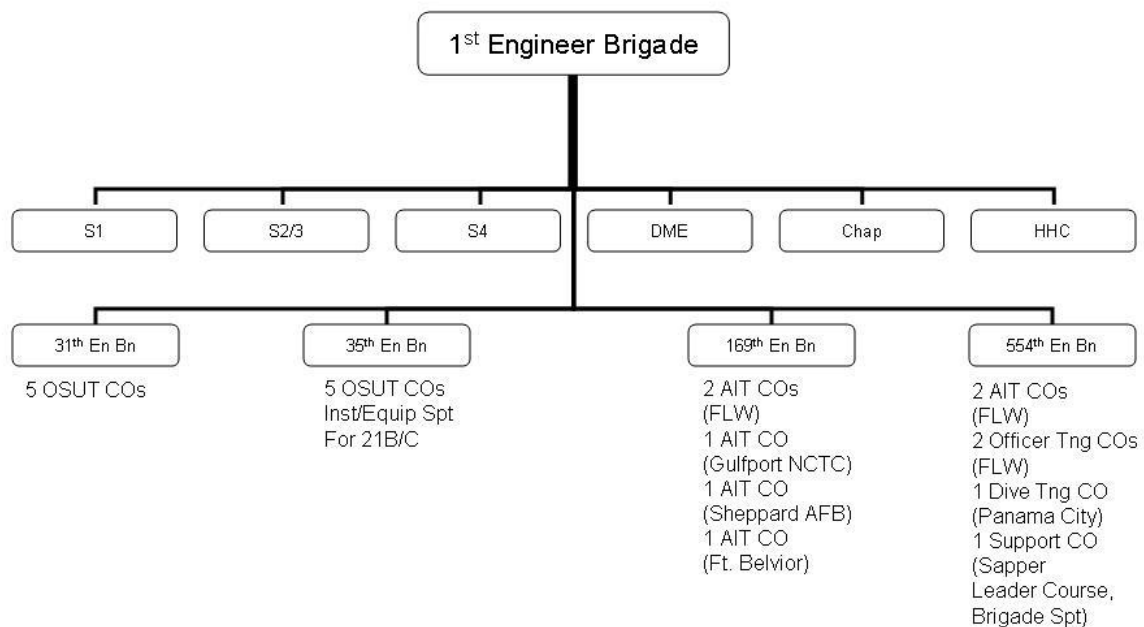 1st Engineer Brigade
S1
S2/3
S4
DME
Chap
HHC
31th En Bn
35th En Bn
169th En Bn
554th En Bn
5 OSUT COs
5 OSUT COs
Inst/Equip Spt
For 21B/C
2 AIT COs
(FLW)
1 AIT CO
(Gulfport NCTC)
1 AIT CO
(Sheppard AFB)
1 AIT CO
(Ft. Belvior)
2 AIT COs
(FLW)
2 Officer Tng COs
(FLW)
1 Dive Tng CO
(Panama City)
1 Support CO
(Sapper
Leader Course,
Brigade Spt)